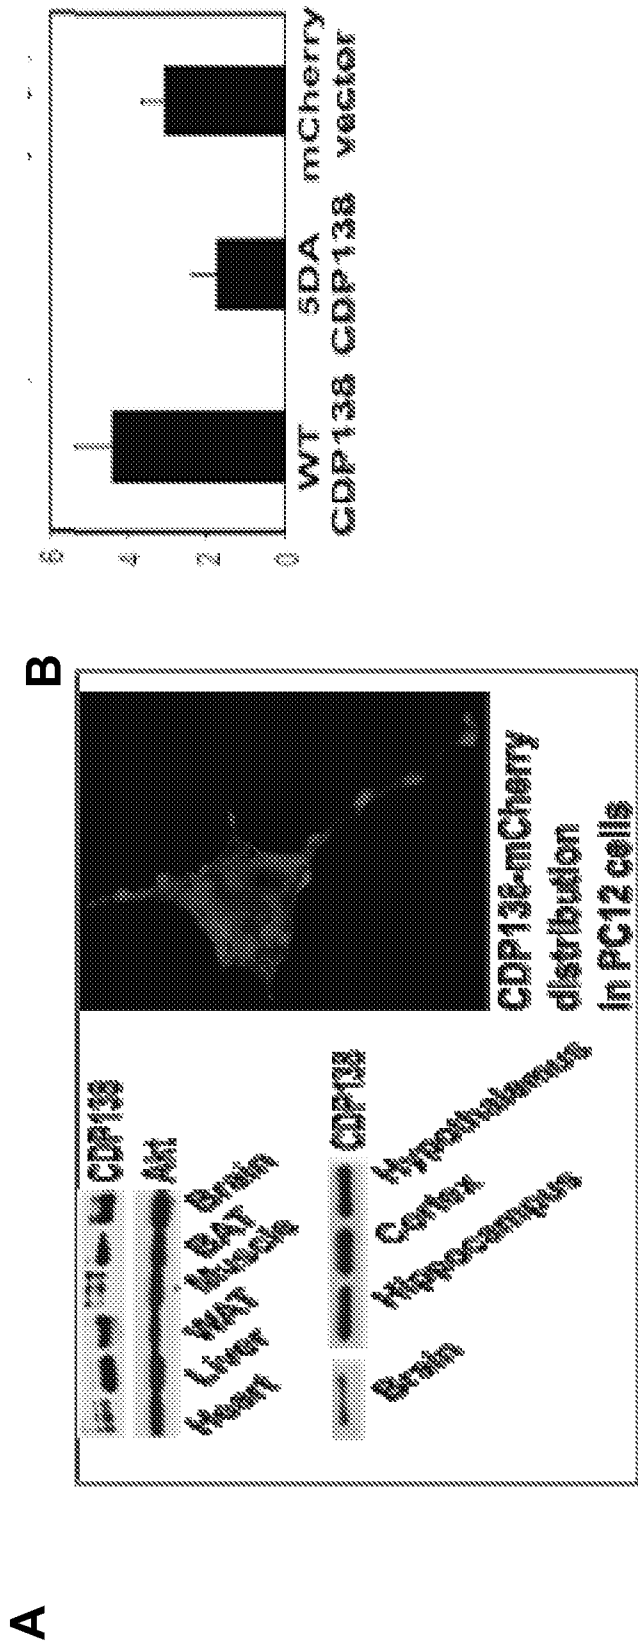 A
CDP138
Akt
Heart
Liver
WAT
Muscle
BAT
Brain
CDP138
Brain
Hippocampus
Cortex
Hypothalamus
CDP138-mCherry
distribution
in PC12 cells
B
6
4
2
0
WT 5DA mCherry
CDP138 CDP138 vector